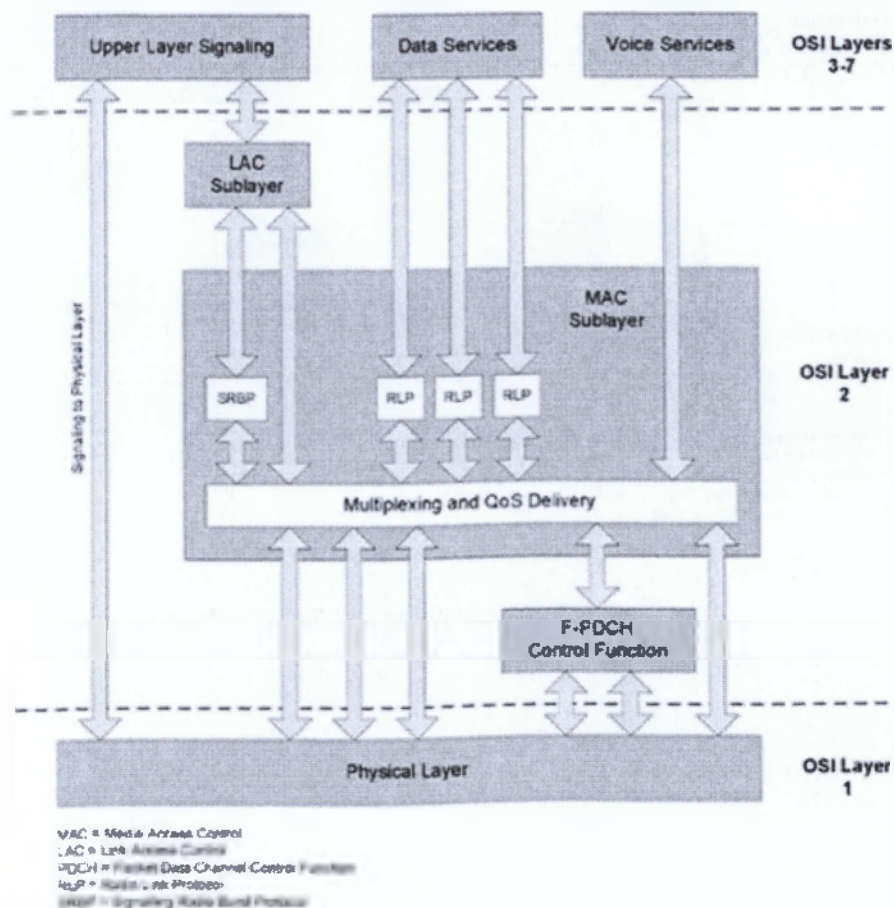 Upper Layer Signaling
Data Services
Voice Services
OSI Layers
3-7
LAC
Sublayer
MAC
Sublayer
Signaling to Physical Layer
SRBP
RLP
RLP
RLP
OSI Layer
2
Multiplexing and QoS Delivery
F-PDCH
Control Function
Physical Layer
OSI Layer
1
MAC = Media Access Control
LAC = Link Access Control
PDCH = Packet Data Channel Control Function
RLP = Radio Link Protocol
SRBP = Signaling Radio Burst Protocol